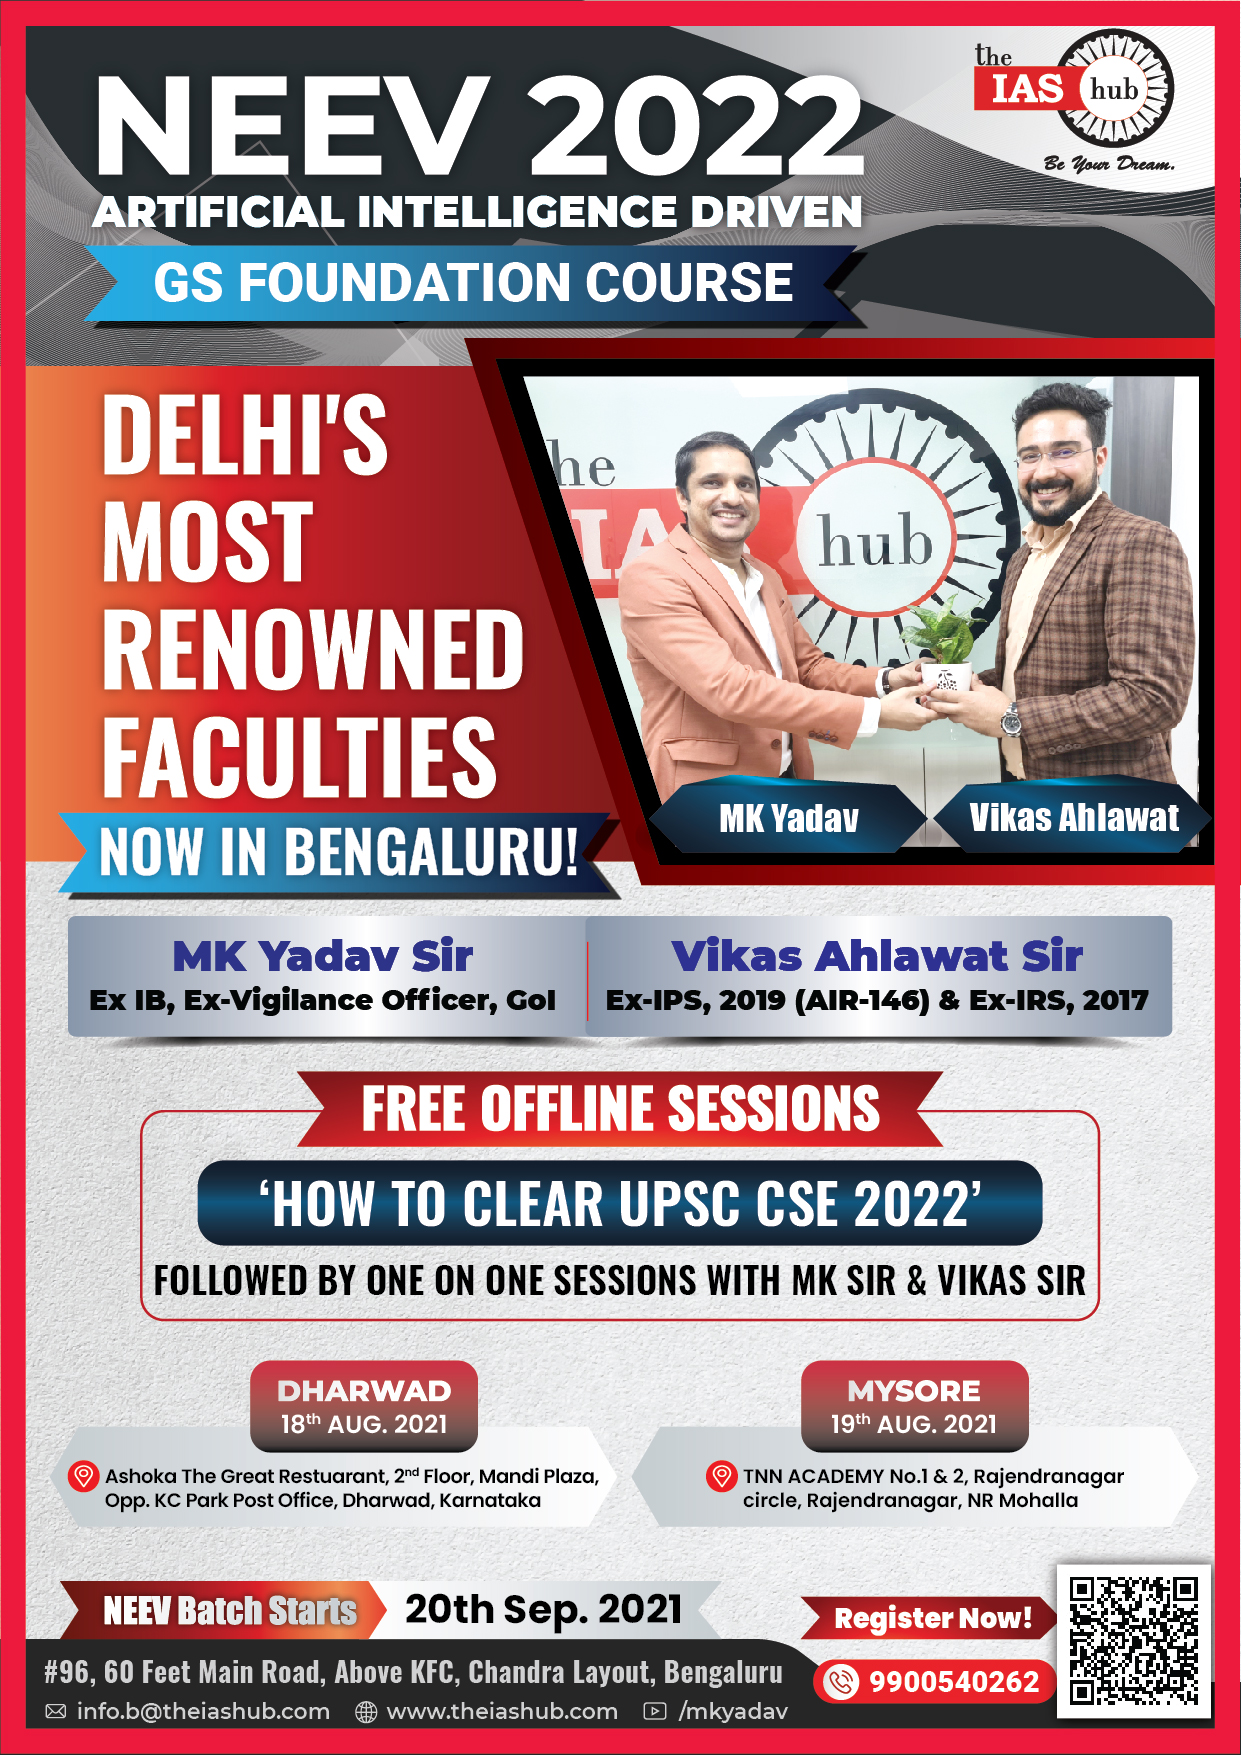 NEEV 2022
ARTIFICIAL INTELLIGENCE DRIVEN
GS FOUNDATION COURSE
the
IAS hub
Be Your Dream.
DELHI'S
MOST
RENOWNED
FACULTIES
NOW IN BENGALURU!
he
IA hub
MK Yadav
Vikas Ahlawat
MK Yadav Sir
Ex IB, Ex-Vigilance Officer, GoI
Vikas Ahlawat Sir
Ex-IPS, 2019 (AIR-146) & Ex-IRS, 2017
FREE OFFLINE SESSIONS
‘HOW TO CLEAR UPSC CSE 2022’
FOLLOWED BY ONE ON ONE SESSIONS WITH MK SIR & VIKAS SIR
DHARWAD
18th AUG. 2021
Ashoka The Great Restuarant, 2nd Floor, Mandi Plaza,
Opp. KC Park Post Office, Dharwad, Karnataka
MYSORE
19th AUG. 2021
TNN ACADEMY No.1 & 2, Rajendranagar
circle, Rajendranagar, NR Mohalla
NEEV Batch Starts 20th Sep. 2021
Register Now!
#96, 60 Feet Main Road, Above KFC, Chandra Layout, Bengaluru
9900540262
info.b@theiashub.com www.theiashub.com /mkyadav